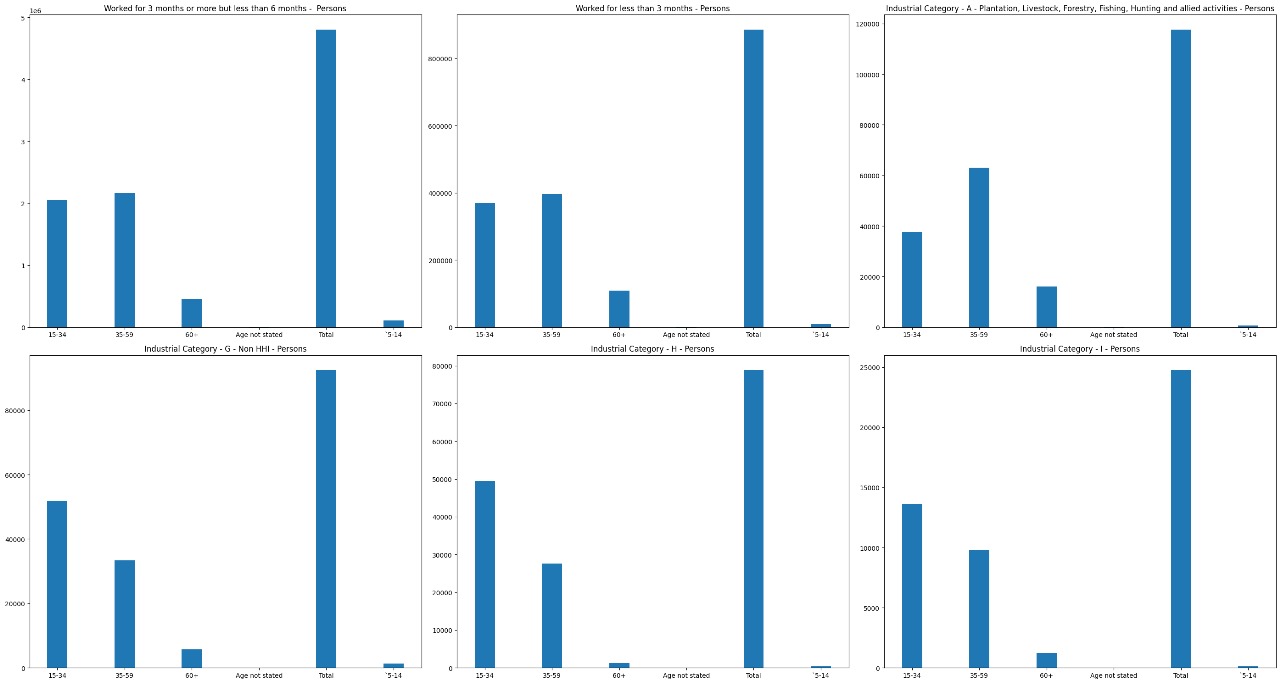 Worked for 3 months or more but less than 6 months -  Persons
1e6
5
4
3
2
1
0
15-34 35-59 60+ Age not stated Total `5-14
Worked for less than 3 months - Persons
800000
600000
400000
200000
0
15-34 35-59 60+ Age not stated Total `5-14
Industrial Category - A - Plantation, Livestock, Forestry, Fishing, Hunting and allied activities - Persons
120000
100000
80000
60000
40000
20000
0
15-34 35-59 60+ Age not stated Total `5-14
Industrial Category - G - Non HHI - Persons
80000
60000
40000
20000
0
15-34 35-59 60+ Age not stated Total `5-14
Industrial Category - H - Persons
80000
70000
60000
50000
40000
30000
20000
10000
0
15-34 35-59 60+ Age not stated Total `5-14
Industrial Category - I - Persons
25000
20000
15000
10000
5000
0
15-34 35-59 60+ Age not stated Total `5-14